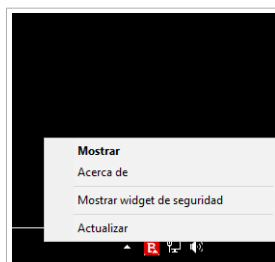 Mostrar
Acerca de
Mostrar widget de seguridad
Actualizar
B